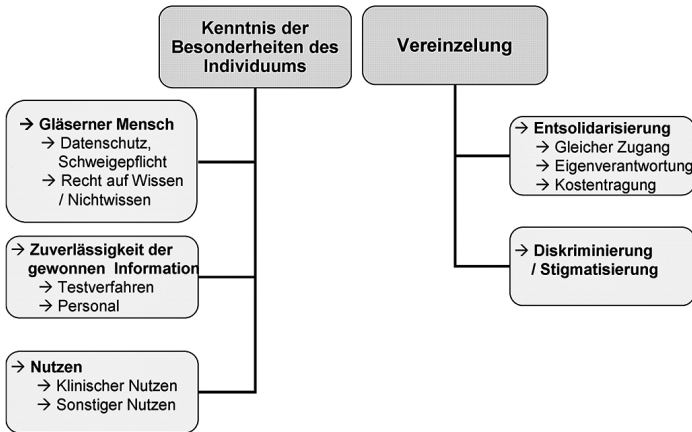 Kenntnis der
Besonderheiten des
Individuums
→ Gläserner Mensch
→ Datenschutz,
Schweigepflicht
→ Recht auf Wissen
/ Nichtwissen
→ Zuverlässigkeit der
gewonnen Information
→ Testverfahren
→ Personal
→ Nutzen
→ Klinischer Nutzen
→ Sonstiger Nutzen
Vereinzelung
→ Entsolidarisierung
→ Gleicher Zugang
→ Eigenverantwortung
→ Kostentragung
→ Diskriminierung
/ Stigmatisierung